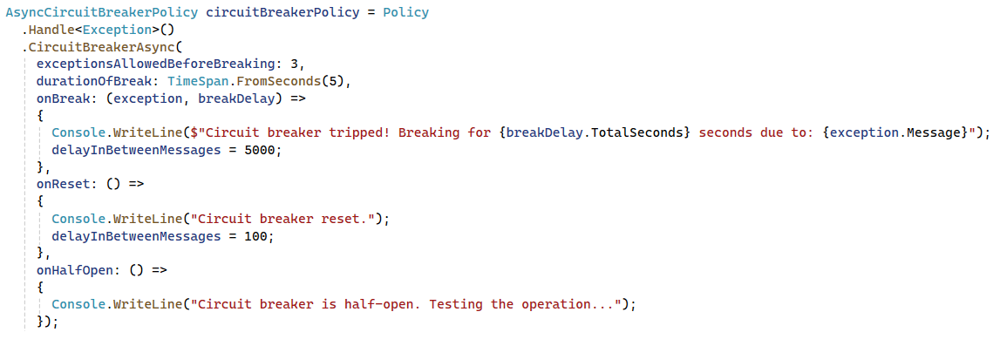 AsyncCircuitBreakerPolicy circuitBreakerPolicy = Policy
  .Handle<Exception>()
  .CircuitBreakerAsync(
    exceptionsAllowedBeforeBreaking: 3,
    durationOfBreak: TimeSpan.FromSeconds(5),
    onBreak: (exception, breakDelay) =>
    {
      Console.WriteLine($"Circuit breaker tripped! Breaking for {breakDelay.TotalSeconds} seconds due to: {exception.Message}");
      delayInBetweenMessages = 5000;
    },
    onReset: () =>
    {
      Console.WriteLine("Circuit breaker reset.");
      delayInBetweenMessages = 100;
    },
    onHalfOpen: () =>
    {
      Console.WriteLine("Circuit breaker is half-open. Testing the operation...");
    });